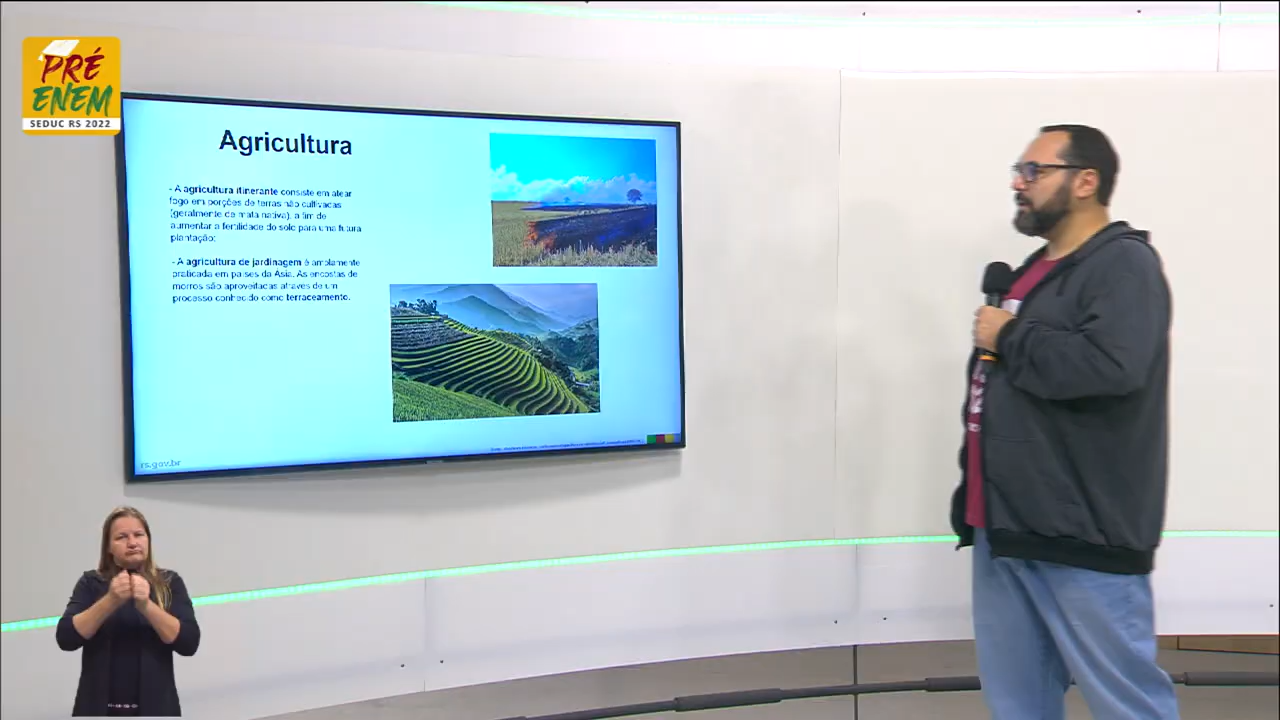 PRÉ
ENEM
SEDUC RS 2022
Agricultura
- A agricultura itinerante consiste em atear
fogo em porções de terras não cultivadas
(geralmente de mata nativa), a fim de
aumentar a fertilidade do solo para uma futura
plantação;
- A agricultura de jardinagem é amplamente
praticada em países da Ásia. As encostas de
morros são aproveitadas através de um
processo conhecido como terraceamento.
rs.gov.br